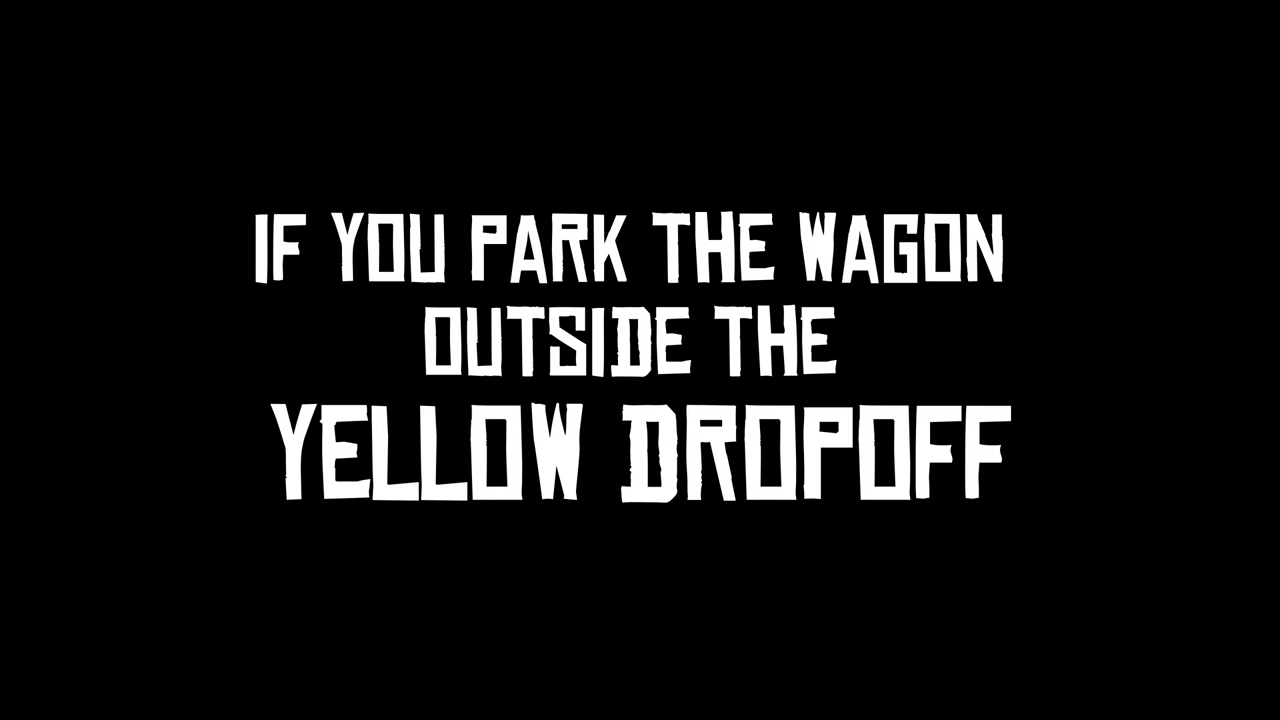 IF YOU PARK THE WAGON
OUTSIDE THE
YELLOW DROPOFF